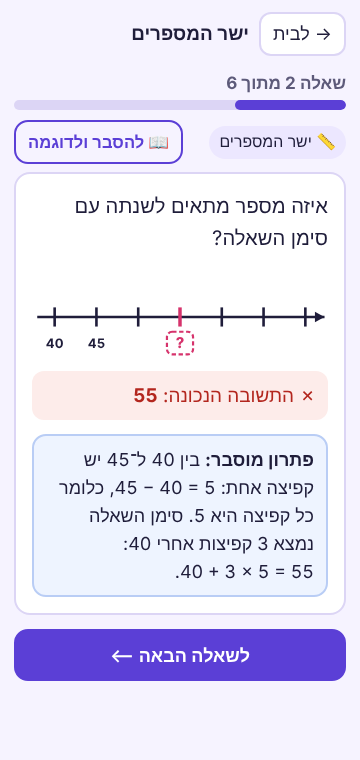 → לבית
ישר המספרים
שאלה 2 מתוך 6
📏 ישר המספרים
📖 להסבר ולדוגמה
איזה מספר מתאים לשנתה עם
סימן השאלה?
40 45 ?
× התשובה הנכונה: 55
פתרון מוסבר: בין 40 ל־45 יש
קפיצה אחת: 5 = 40 − 45, כלומר
כל קפיצה היא 5. סימן השאלה
נמצא 3 קפיצות אחרי 40:
55 = 5 × 3 + 40.
לשאלה הבאה ←